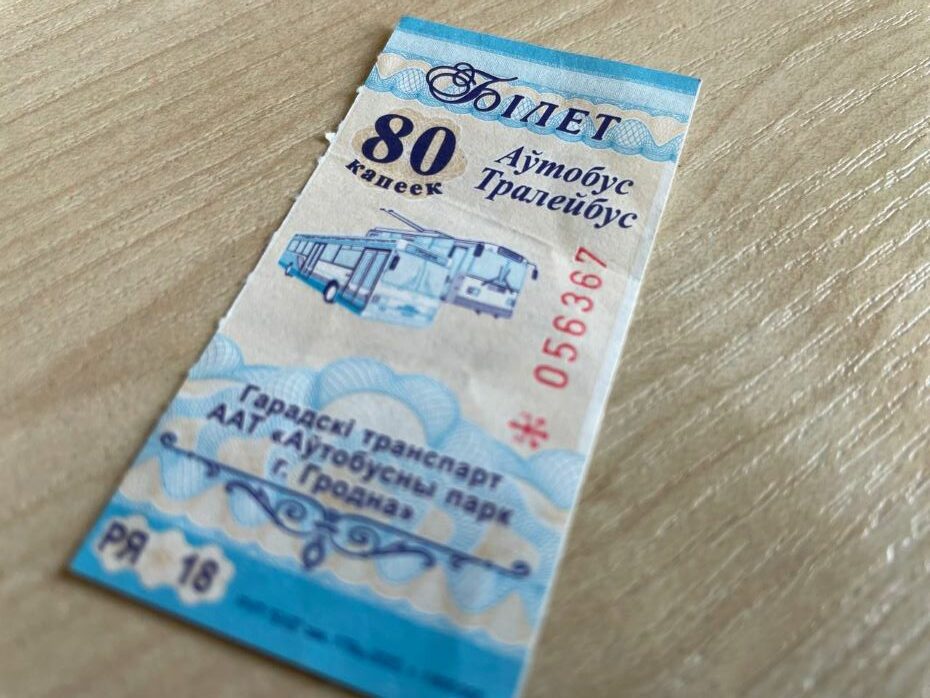 БІЛЕТ
80
капеек
Аўтобус
Тралейбус
056367
Гарадскі транспарт
ААТ «Аўтобусны парк
г. Гродна»
РЯ 18